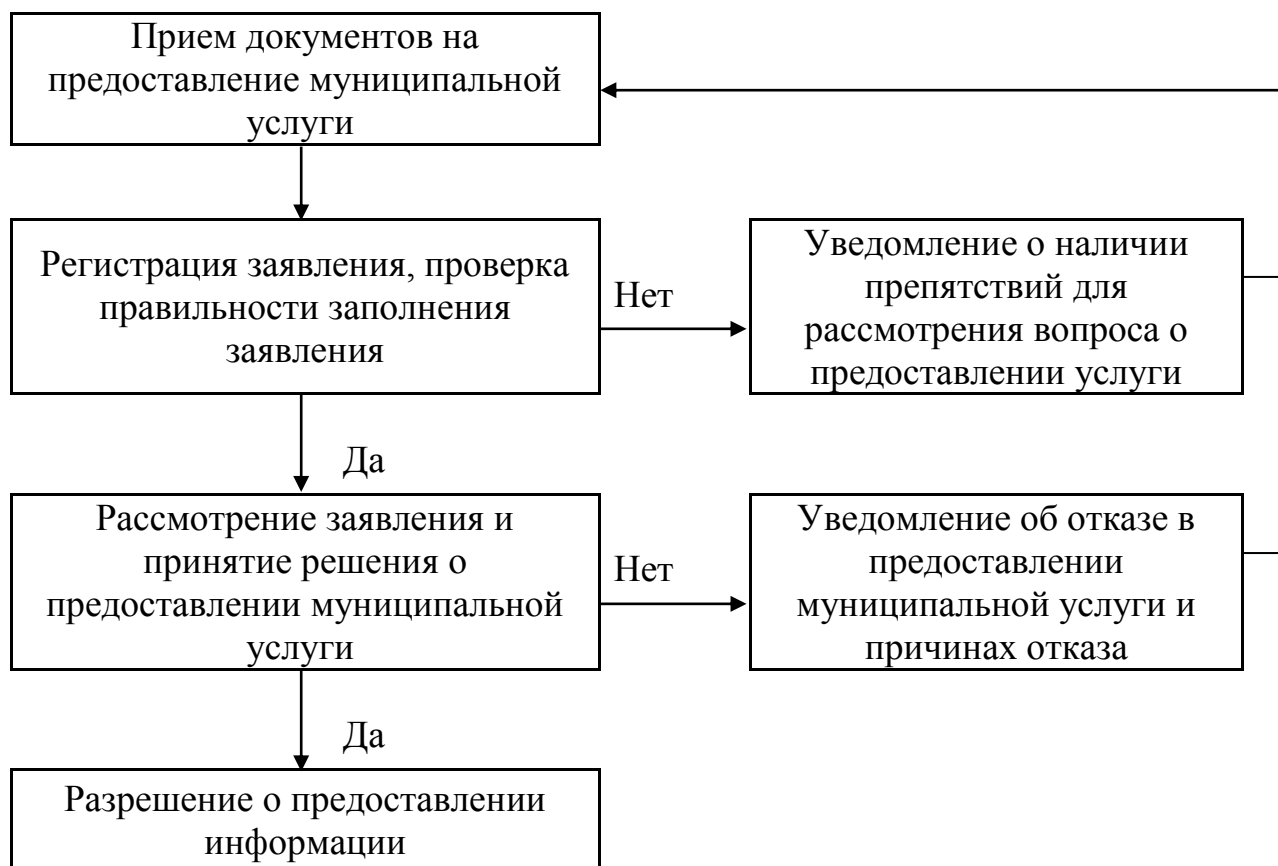 Прием документов на
предоставление муниципальной
услуги
Регистрация заявления, проверка
правильности заполнения
заявления
Нет
Уведомление о наличии
препятствий для
рассмотрения вопроса о
предоставлении услуги
Да
Рассмотрение заявления и
принятие решения о
предоставлении муниципальной
услуги
Нет
Уведомление об отказе в
предоставлении
муниципальной услуги и
причинах отказа
Да
Разрешение о предоставлении
информации